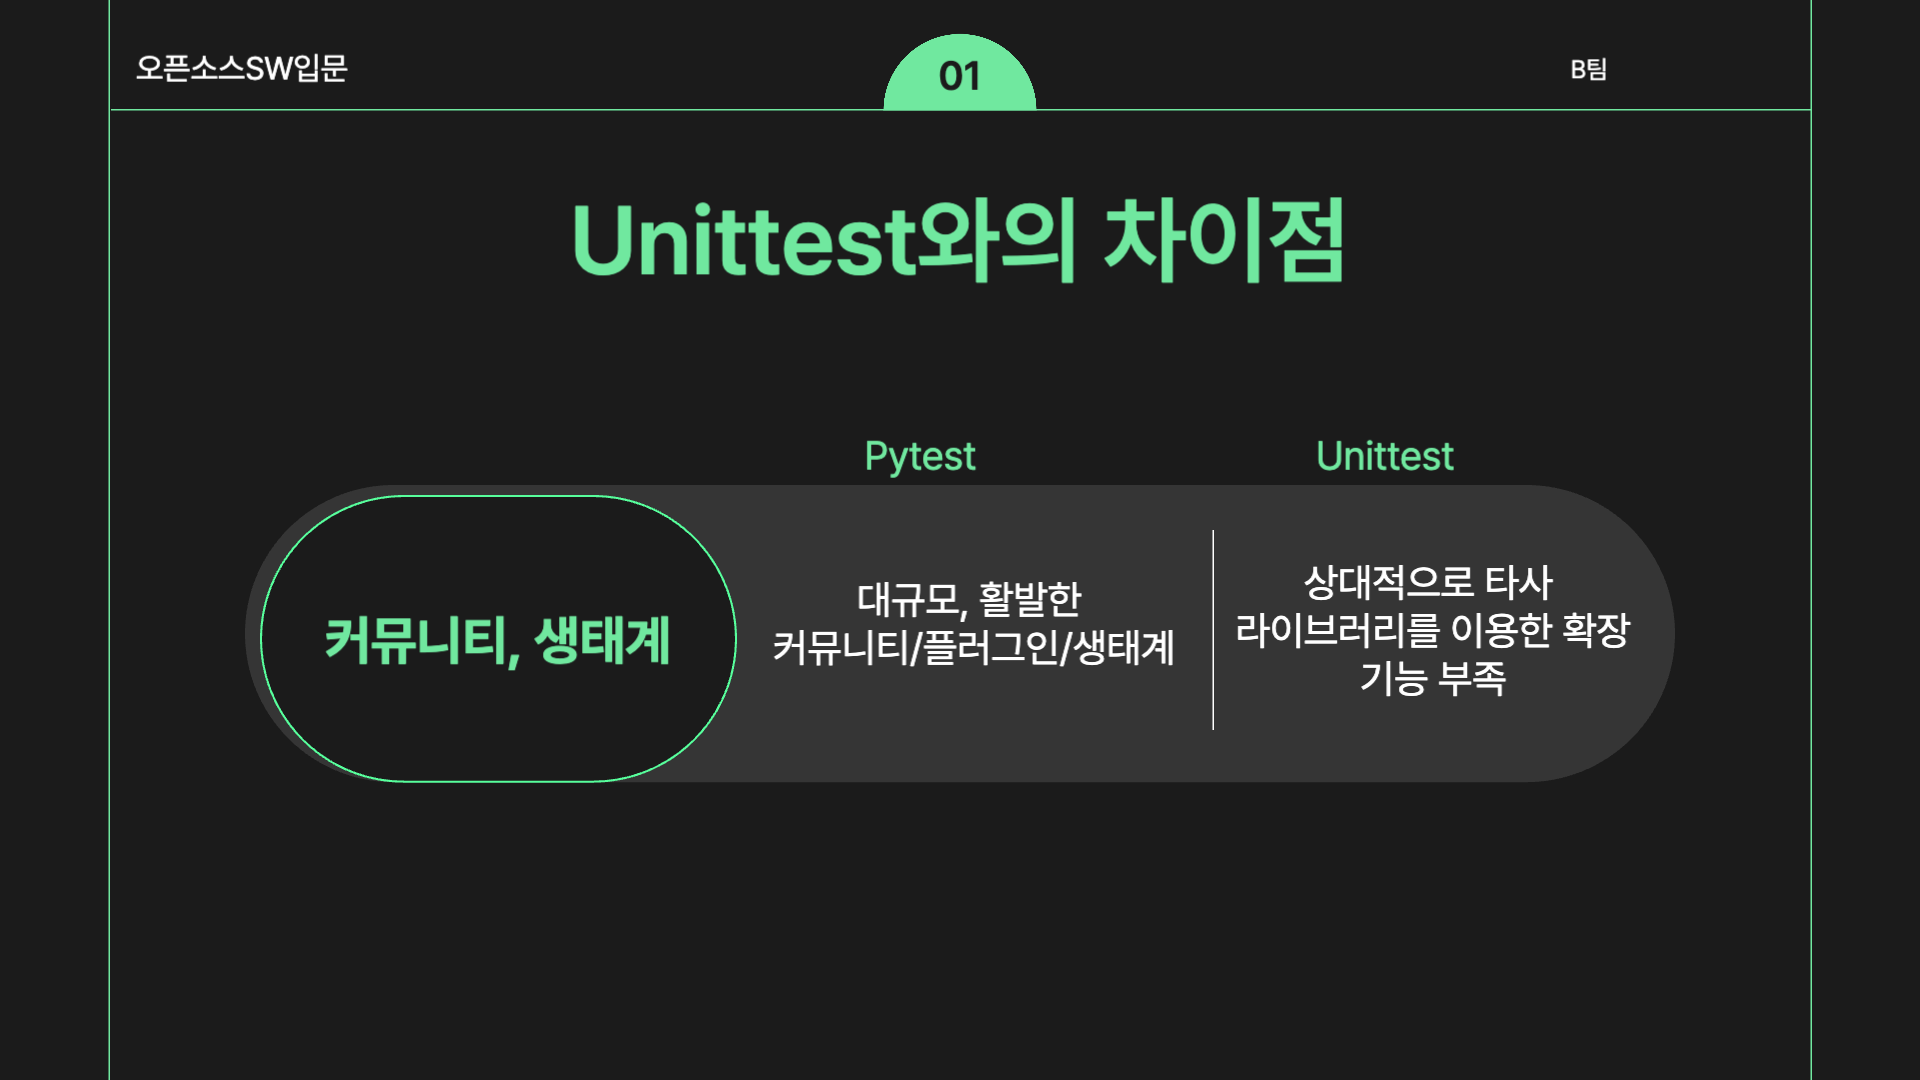 오픈소스SW입문
01
B팀
Unittest와의 차이점
Pytest
Unittest
커뮤니티, 생태계
대규모, 활발한
커뮤니티/플러그인/생태계
상대적으로 타사
라이브러리를 이용한 확장
기능 부족